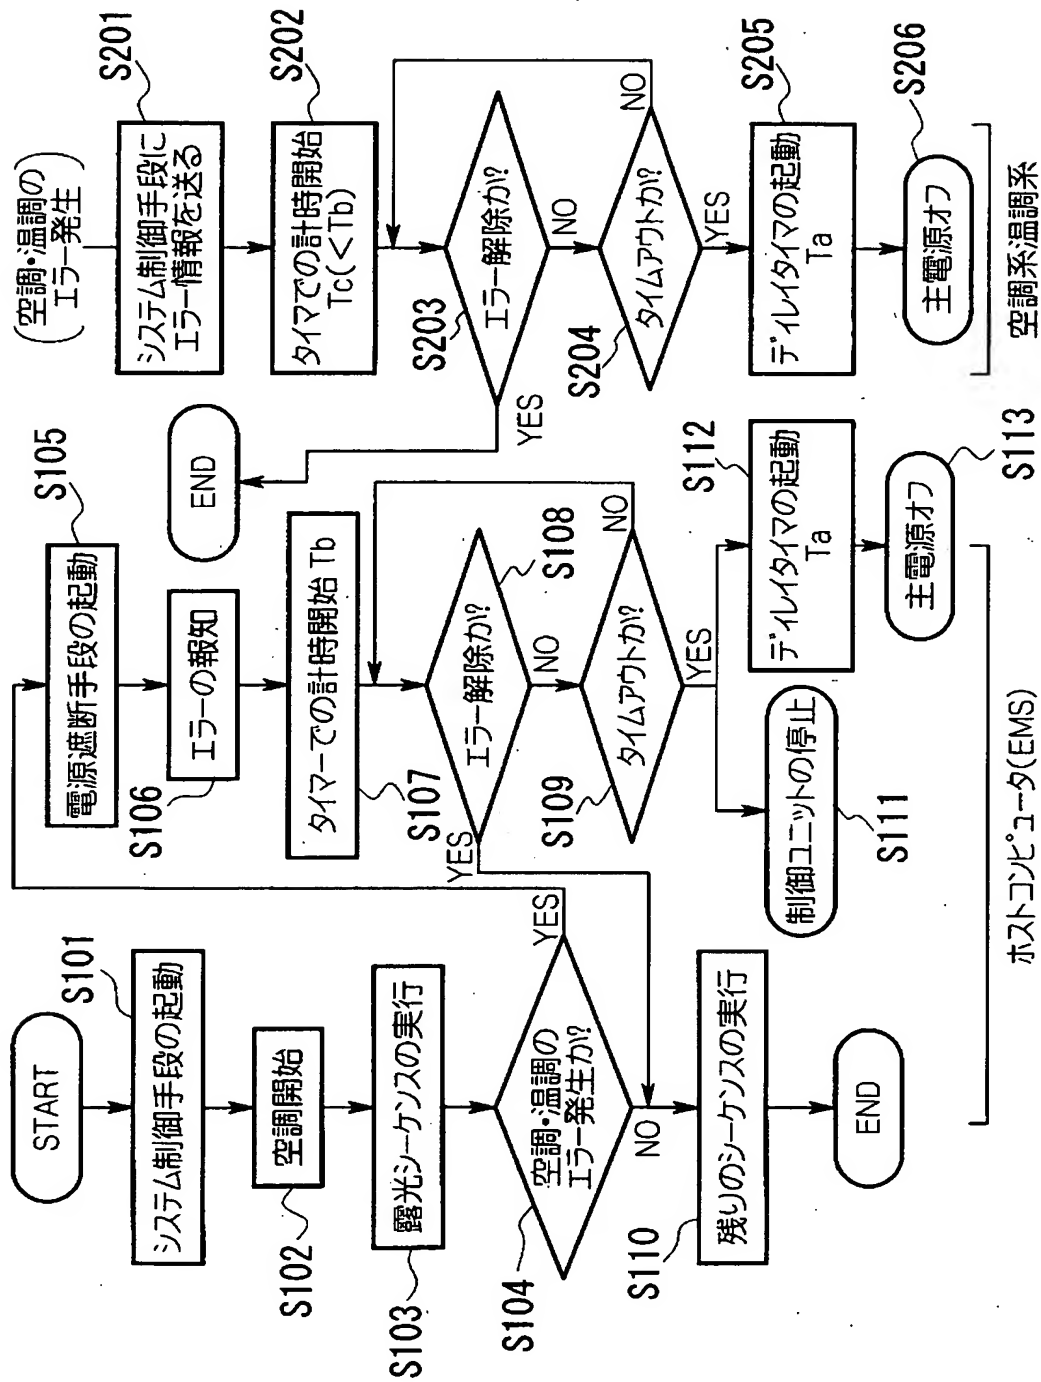 START
S101
システム制御手段の起動
S102
空調開始
S103
露光シーケンスの実行
S104
空調・温調の
エラー発生か?
YES
NO
S110
残りのシーケンスの実行
END
S105
電源遮断手段の起動
S106
エラーの報知
S107
タイマーでの計時開始 Tb
S108
エラー解除か?
YES
NO
S109
タイムアウトか?
NO
YES
S111
制御ユニットの停止
S112
ディレイタイマの起動
Ta
S113
主電源オフ
ホストコンピュータ(EMS)
(空調・温調の
エラー発生)
S201
システム制御手段に
エラー情報を送る
S202
タイマでの計時開始
Tc(<Tb)
S203
エラー解除か?
YES
END
NO
S204
タイムアウトか?
NO
YES
S205
ディレイタイマの起動
Ta
S206
主電源オフ
空調系温調系